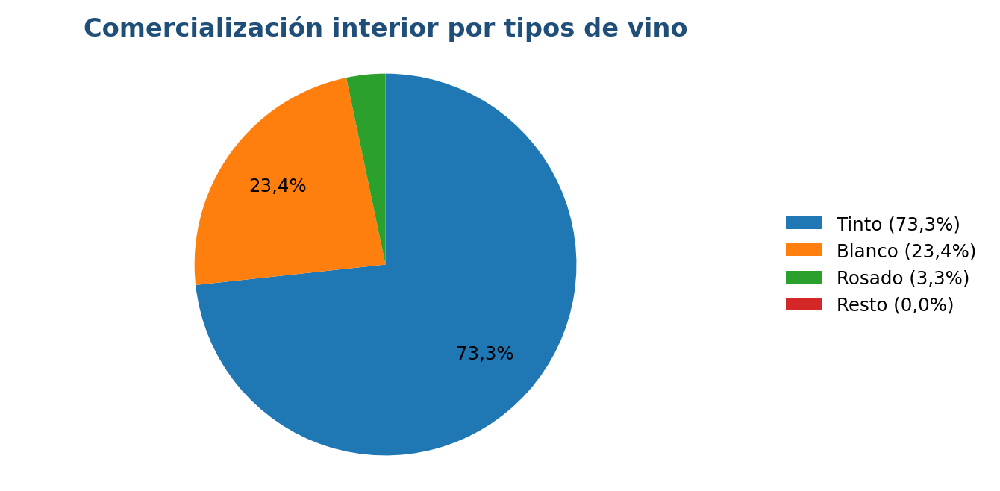 Comercialización interior por tipos de vino
23,4%
73,3%
Tinto (73,3%)
Blanco (23,4%)
Rosado (3,3%)
Resto (0,0%)